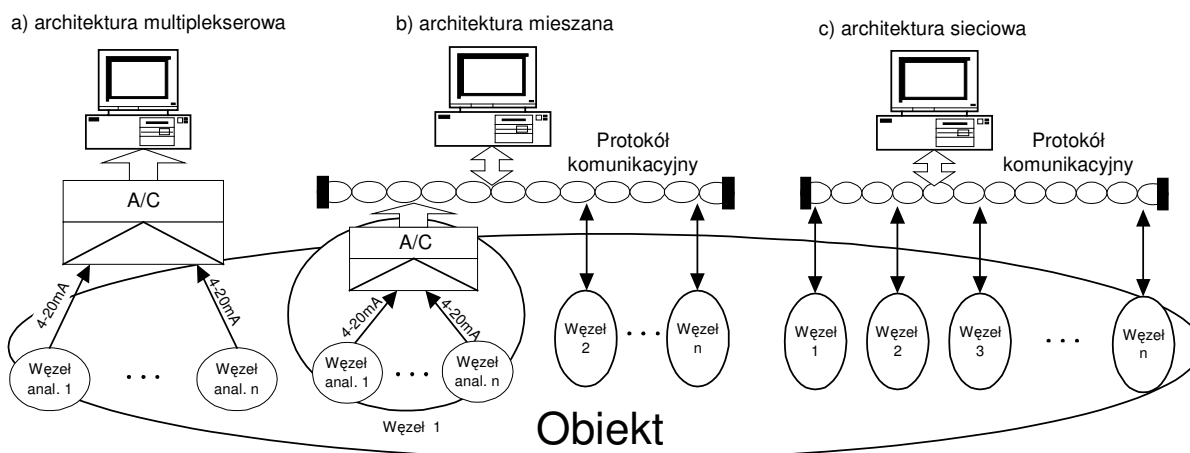 a) architektura multiplekserowa
A/C
4-20mA
4-20mA
Węzeł
anal. 1
. . .
Węzeł
anal. n
b) architektura mieszana
Protokół
komunikacyjny
A/C
4-20mA
4-20mA
Węzeł
anal. 1
. . .
Węzeł
anal. n
Węzeł 1
Węzeł
2
. . .
Węzeł
n
c) architektura sieciowa
Protokół
komunikacyjny
Węzeł
1
Węzeł
2
Węzeł
3
. . .
Węzeł
n
Obiekt